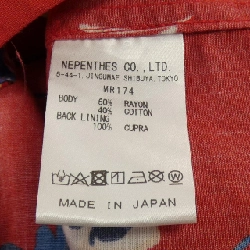 NEPENTHES CO., LTD.
6-44-1, JINGUMAE SHIBUYA, TOKYO
MR174
BODY 60% RAYON
40% COTTON
BACK LINING
100% CUPRA
MADE IN JAPAN